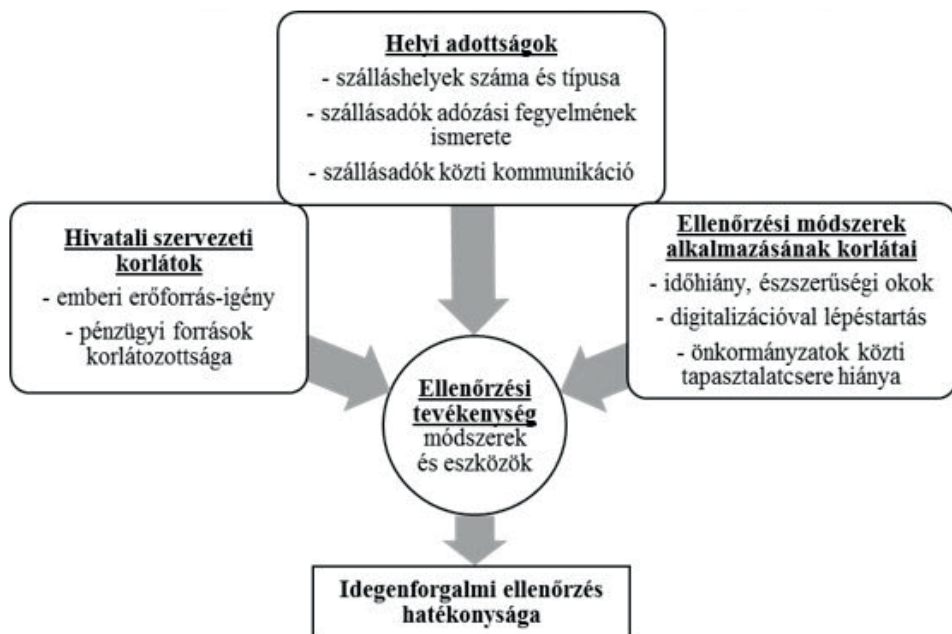 Helyi adottságok
- szálláshelyek száma és típusa
- szállásadók adózási fegyelmének
ismerete
- szállásadók közti kommunikáció
Hivatali szervezeti
korlátok
- emberi erőforrás-igény
- pénzügyi források
korlátozottsága
Ellenőrzési módszerek
alkalmazásának korlátai
- időhiány, észszerűségi okok
- digitalizációval lépéstartás
- önkormányzatok közti
tapasztalatcsere hiánya
Ellenőrzési
tevékenység
módszerek
és eszközök
Idegenforgalmi ellenőrzés
hatékonysága